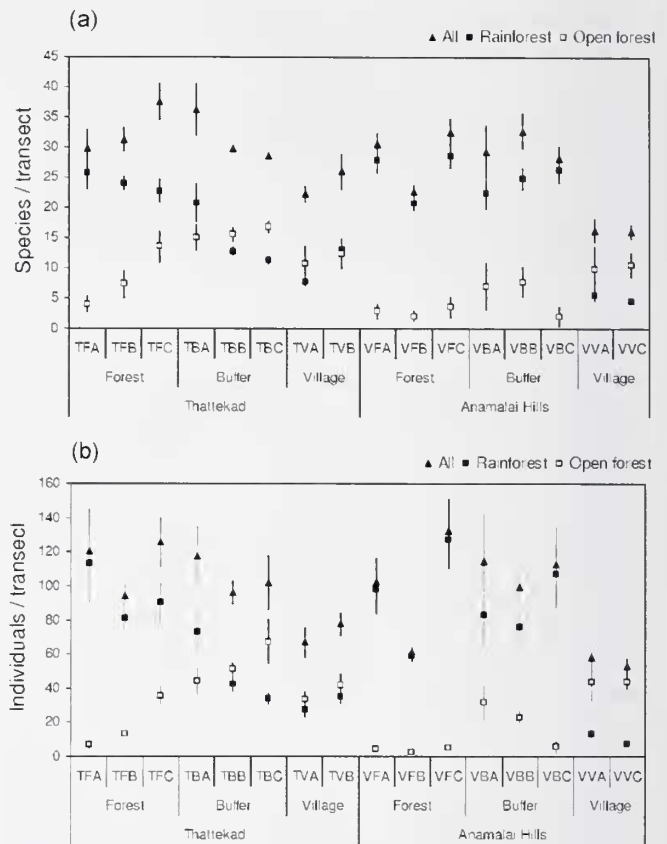 (a)
▲ All ■ Rainforest □ Open forest
Species / transect
45
40
35
30
25
20
15
10
5
0
TFA TFB TFC TBA TBB TBC TVA TVB VFA VFB VFC VBA VBB VBC VVA VVC
Forest Buffer Village Forest Buffer Village
Thattekad Anamalai Hills
(b)
▲ All ■ Rainforest □ Open forest
Individuals / transect
160
140
120
100
80
60
40
20
0
TFA TFB TFC TBA TBB TBC TVA TVB VFA VFB VFC VBA VBB VBC VVA VVC
Forest Buffer Village Forest Buffer Village
Thattekad Anamalai Hills